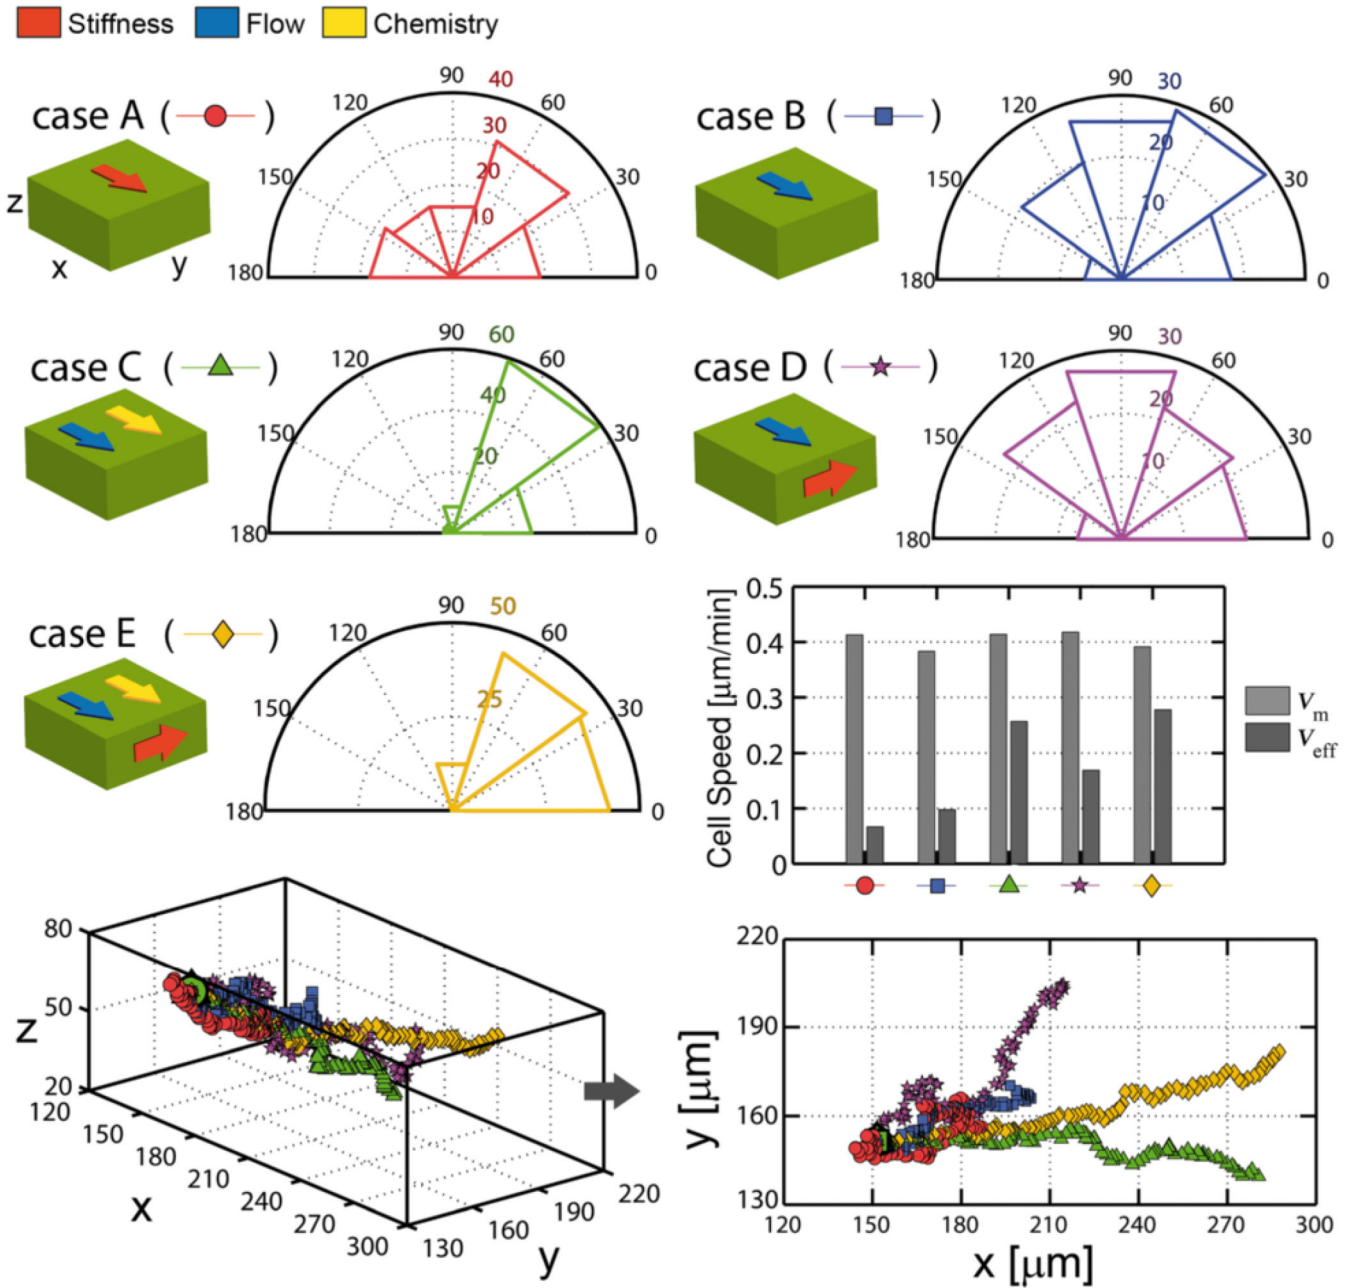 Stiffness Flow Chemistry
case A ( )
z
x y
90 40
120 60
30
150 20 30
10
180 0
case B ( )
90 30
120 60
20
150 30
10
180 0
case C ( )
90 60
120 60
40
150 30
20
180 0
case D ( )
90 30
120 60
20
150 30
10
180 0
case E ( )
90 50
120 60
150 25 30
180 0
Cell Speed [μm/min]
0.5
0.4
0.3
0.2
0.1
0
Vm
Veff
z
80
50
20
120
150
180
210
240
270
300
x
130
160
190
220
y
y [μm]
220
190
160
130
120 150 180 210 240 270 300
x [μm]